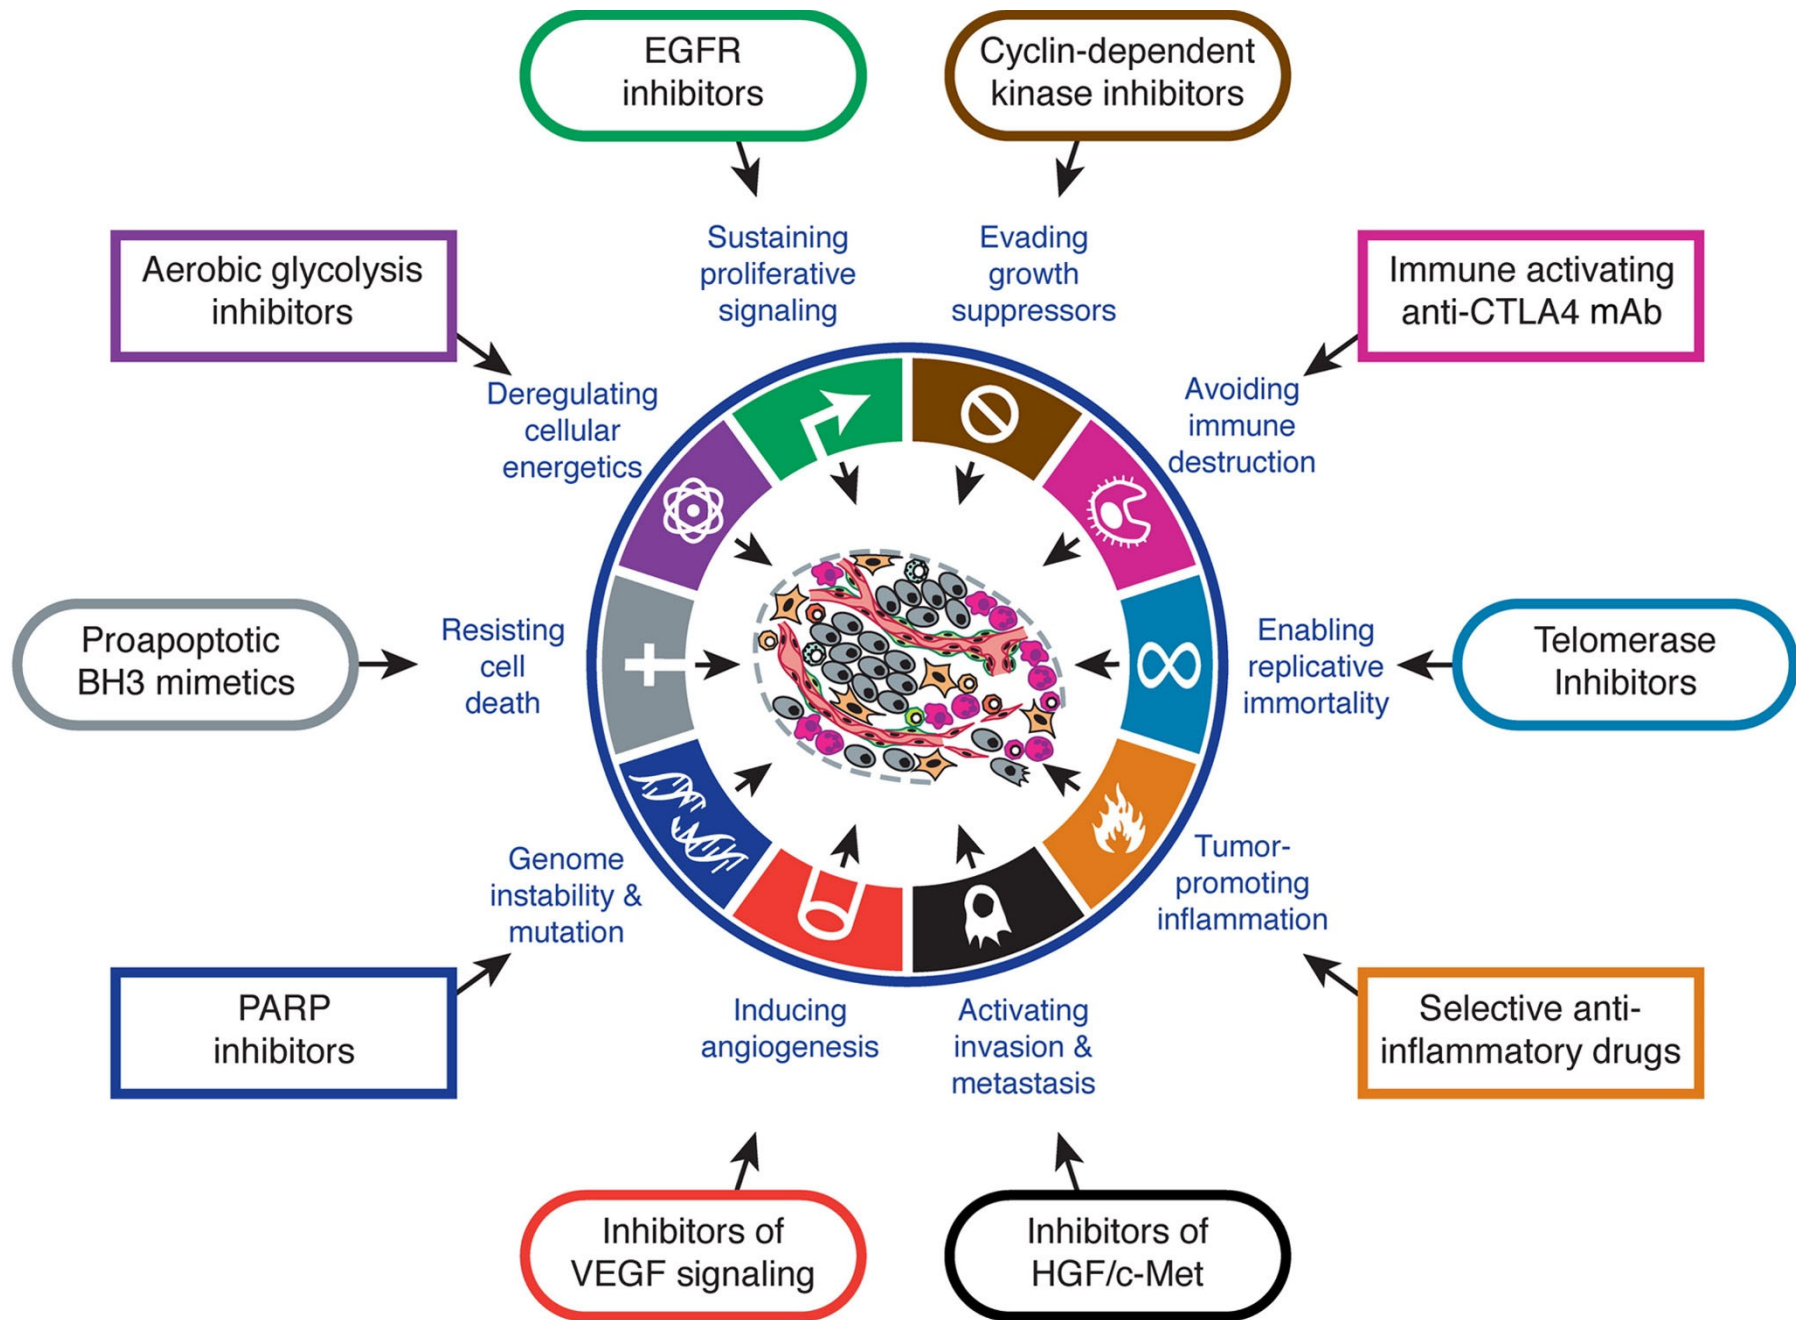 EGFR
inhibitors
Cyclin-dependent
kinase inhibitors
Sustaining
proliferative
signaling
Evading
growth
suppressors
Aerobic glycolysis
inhibitors
Immune activating
anti-CTLA4 mAb
Deregulating
cellular
energetics
Avoiding
immune
destruction
Proapoptotic
BH3 mimetics
Resisting
cell
death
Enabling
replicative
immortality
Telomerase
Inhibitors
Genome
instability &
mutation
Tumor-
promoting
inflammation
PARP
inhibitors
Inducing
angiogenesis
Activating
invasion &
metastasis
Selective anti-
inflammatory drugs
Inhibitors of
VEGF signaling
Inhibitors of
HGF/c-Met